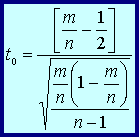 t₀ = [m/n − 1/2] / √((m/n(1 − m/n))/(n − 1))